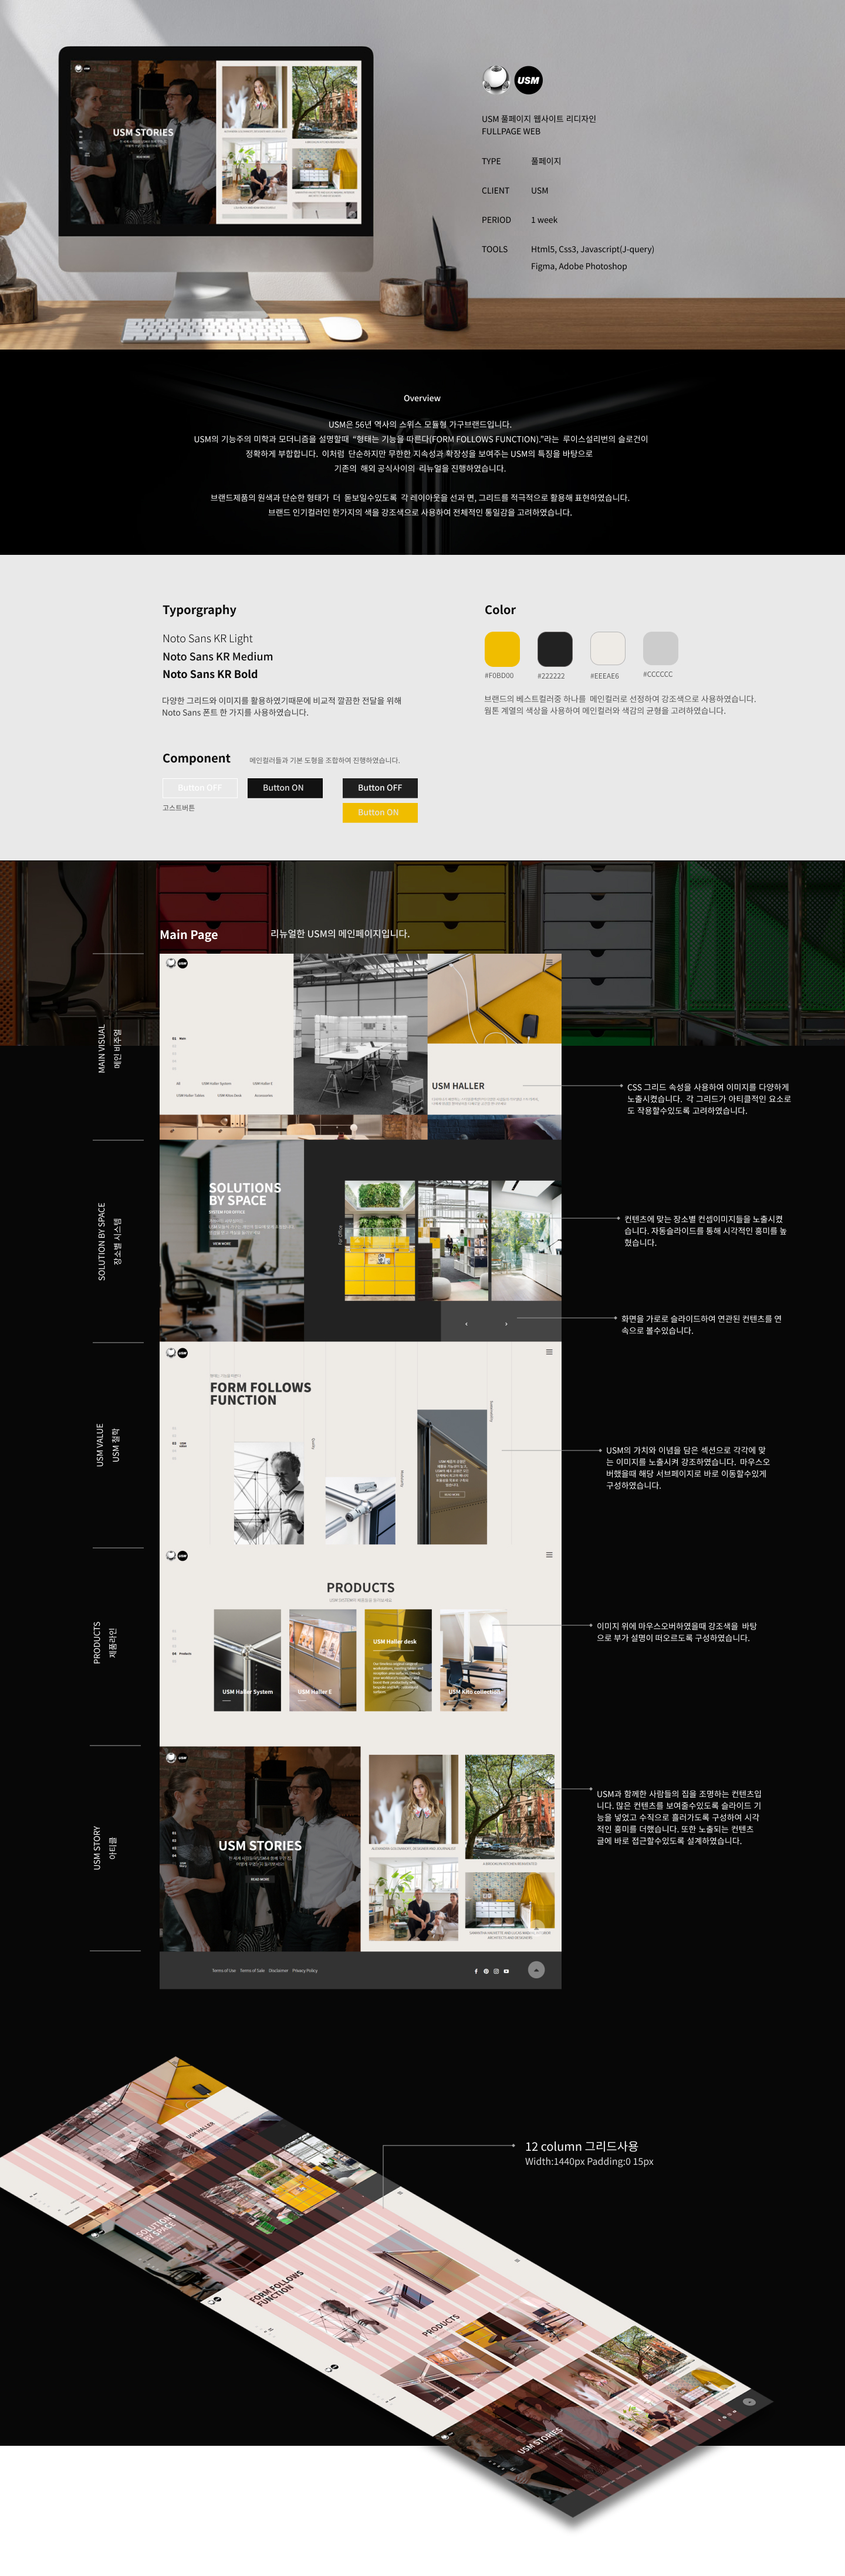 USM STORIES
USM
USM 풀페이지 웹사이트 리디자인
FULLPAGE WEB
TYPE 풀페이지
CLIENT USM
PERIOD 1 week
TOOLS Html5, Css3, Javascript(J-query)
Figma, Adobe Photoshop
Overview
USM은 56년 역사의 스위스 모듈형 가구브랜드입니다.
USM의 기능주의 미학과 모더니즘을 설명할때 "형태는 기능을 따른다(FORM FOLLOWS FUNCTION)."라는 루이스설리번의 슬로건이
정확하게 부합합니다. 이처럼 단순하지만 무한한 지속성과 확장성을 보여주는 USM의 특징을 바탕으로
기존의 해외 공식사이의 리뉴얼을 진행하였습니다.
브랜드제품의 원색과 단순한 형태가 더 돋보일수있도록 각 레이아웃을 선과 면, 그리드를 적극적으로 활용해 표현하였습니다.
브랜드 인기컬러인 한가지의 색을 강조색으로 사용하여 전체적인 통일감을 고려하였습니다.
Typorgraphy
Noto Sans KR Light
Noto Sans KR Medium
Noto Sans KR Bold
다양한 그리드와 이미지를 활용하였기때문에 비교적 깔끔한 전달을 위해
Noto Sans 폰트 한 가지를 사용하였습니다.
Color
#F0BD00 #222222 #EEEAE6 #CCCCCC
브랜드의 베스트컬러중 하나를 메인컬러로 선정하여 강조색으로 사용하였습니다.
웜톤 계열의 색상을 사용하여 메인컬러와 색감의 균형을 고려하였습니다.
Component 메인컬러들과 기본 도형을 조합하여 진행하였습니다.
Button OFF Button ON Button OFF
고스트버튼
Button ON
Main Page 리뉴얼한 USM의 메인페이지입니다.
MAIN VISUAL
메인 비주얼
USM HALLER
CSS 그리드 속성을 사용하여 이미지를 다양하게
노출시켰습니다. 각 그리드가 아티클적인 요소로
도 작용할수있도록 고려하였습니다.
SOLUTION BY SPACE
장소별 시스템
SOLUTIONS
BY SPACE
SYSTEM FOR OFFICE
VIEW MORE
For Office
컨텐츠에 맞는 장소별 컨셉이미지들을 노출시켰
습니다. 자동슬라이드를 통해 시각적인 흥미를 높
혔습니다.
화면을 가로로 슬라이드하여 연관된 컨텐츠를 연
속으로 볼수있습니다.
USM VALUE
USM 철학
FORM FOLLOWS
FUNCTION
USM의 가치와 이념을 담은 섹션으로 각각에 맞
는 이미지를 노출시켜 강조하였습니다. 마우스오
버했을때 해당 서브페이지로 바로 이동할수있게
구성하였습니다.
PRODUCTS
제품라인
PRODUCTS
USM Haller System
USM Haller E
USM Haller desk
USM Kito collection
이미지 위에 마우스오버하였을때 강조색을 바탕
으로 부가 설명이 떠오르도록 구성하였습니다.
USM STORY
아티클
USM STORIES
READ MORE
USM과 함께한 사람들의 집을 조명하는 컨텐츠입
니다. 많은 컨텐츠를 보여줄수있도록 슬라이드 기
능을 넣었고 수직으로 흘러가도록 구성하여 시각
적인 흥미를 더했습니다. 또한 노출되는 컨텐츠
글에 바로 접근할수있도록 설계하였습니다.
Terms of Use Terms of Sale Disclaimer Privacy Policy
12 column 그리드사용
Width:1440px Padding:0 15px
USM HALLER
SOLUTIONS
BY SPACE
FORM FOLLOWS
FUNCTION
PRODUCTS
USM STORIES